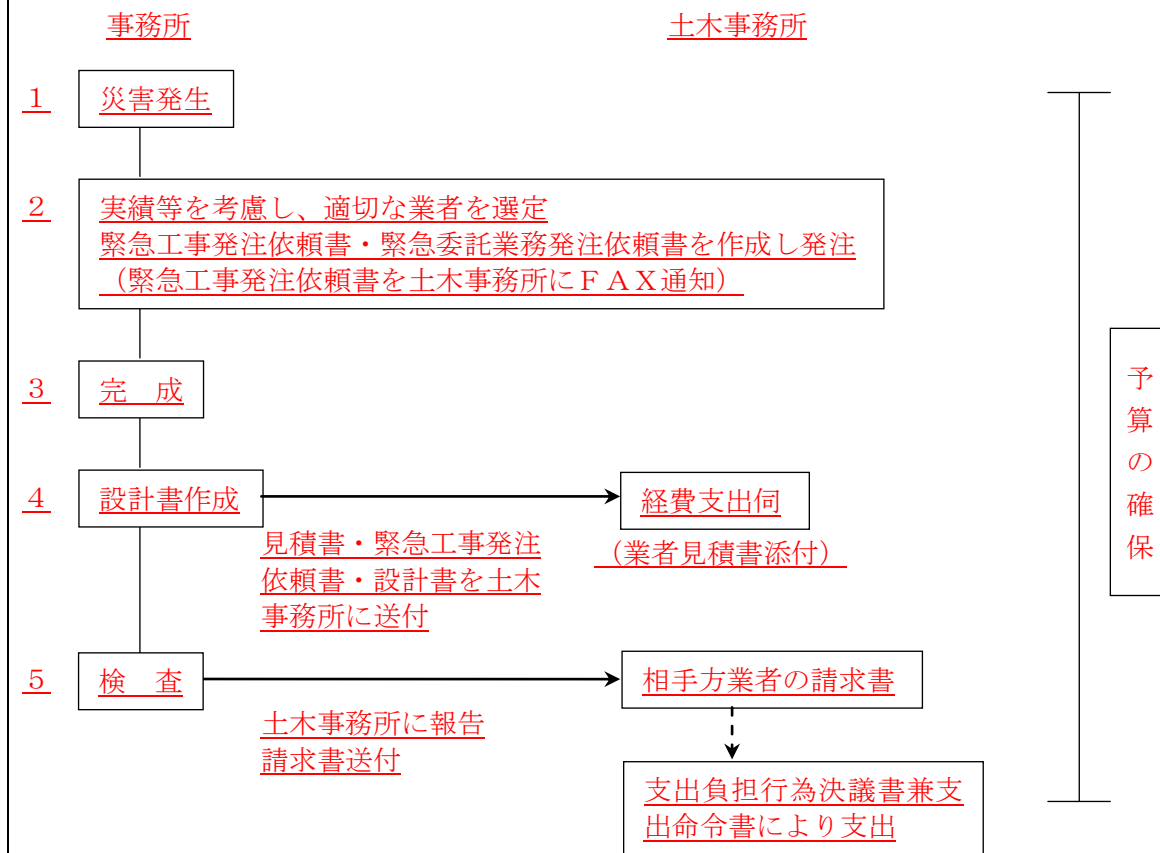 事務所
土木事務所
１
災害発生
２
実績等を考慮し、適切な業者を選定
緊急工事発注依頼書・緊急委託業務発注依頼書を作成し発注
（緊急工事発注依頼書を土木事務所にＦＡＸ通知）
３
完　成
４
設計書作成
経費支出伺
見積書・緊急工事発注
依頼書・設計書を土木
事務所に送付
（業者見積書添付）
５
検　査
相手方業者の請求書
土木事務所に報告
請求書送付
支出負担行為決議書兼支
出命令書により支出
予算の確保